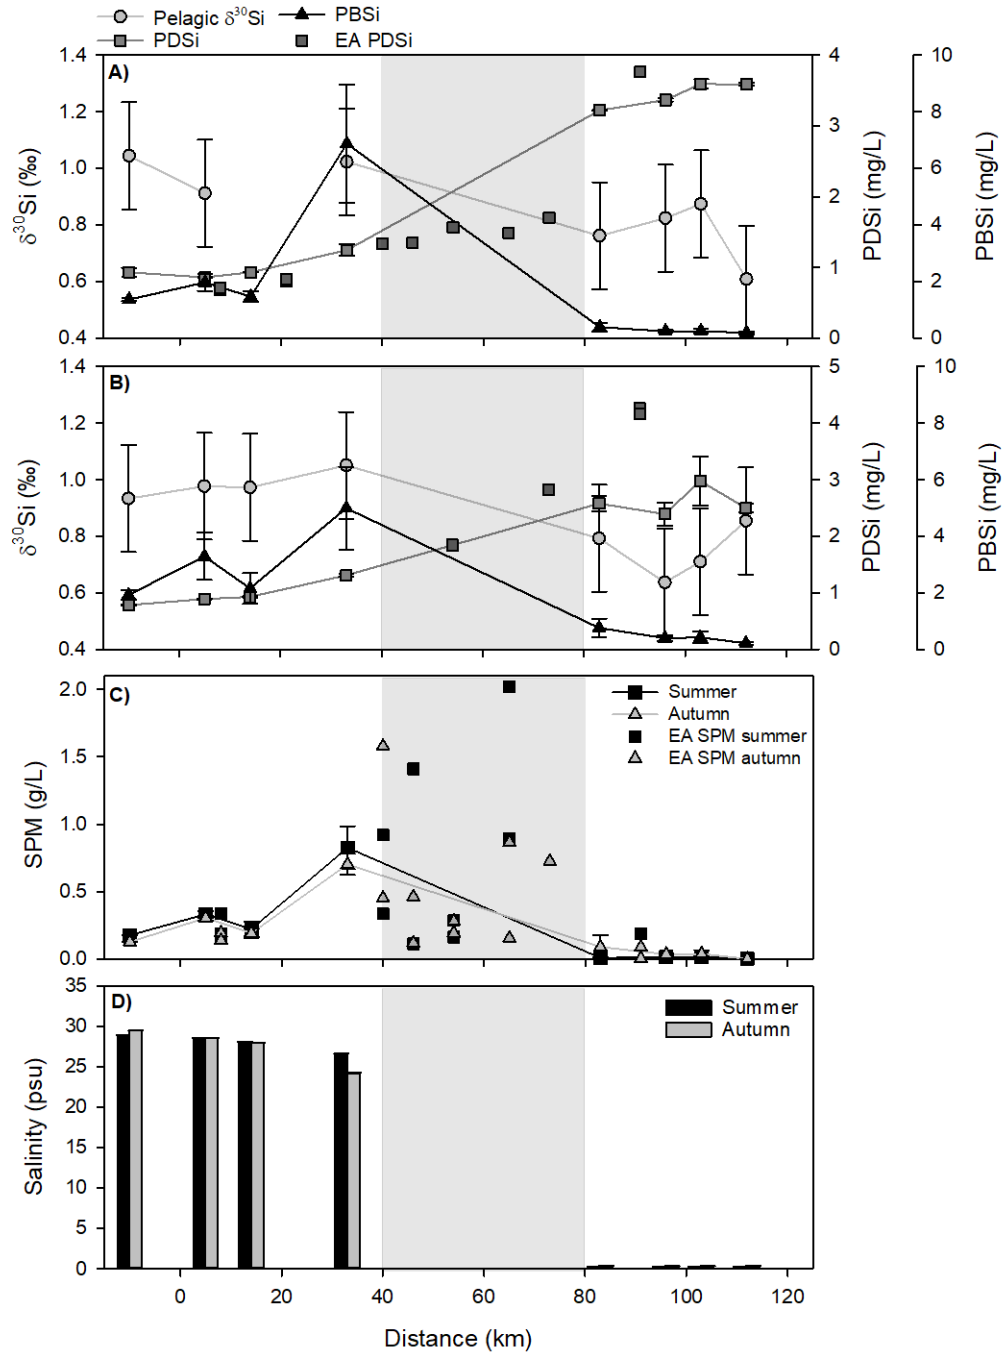 Pelagic δ³⁰Si PBSi
PDSi EA PDSi
A)
1.4
1.2
1.0
0.8
0.6
0.4
δ³⁰Si (‰)
4
3
2
1
0
PDSi (mg/L)
10
8
6
4
2
0
PBSi (mg/L)
B)
1.4
1.2
1.0
0.8
0.6
0.4
δ³⁰Si (‰)
5
4
3
2
1
0
PDSi (mg/L)
10
8
6
4
2
0
PBSi (mg/L)
C)
2.0
1.5
1.0
0.5
0.0
SPM (g/L)
Summer
Autumn
EA SPM summer
EA SPM autumn
D)
35
30
25
20
15
10
5
0
Salinity (psu)
Summer
Autumn
0 20 40 60 80 100 120
Distance (km)